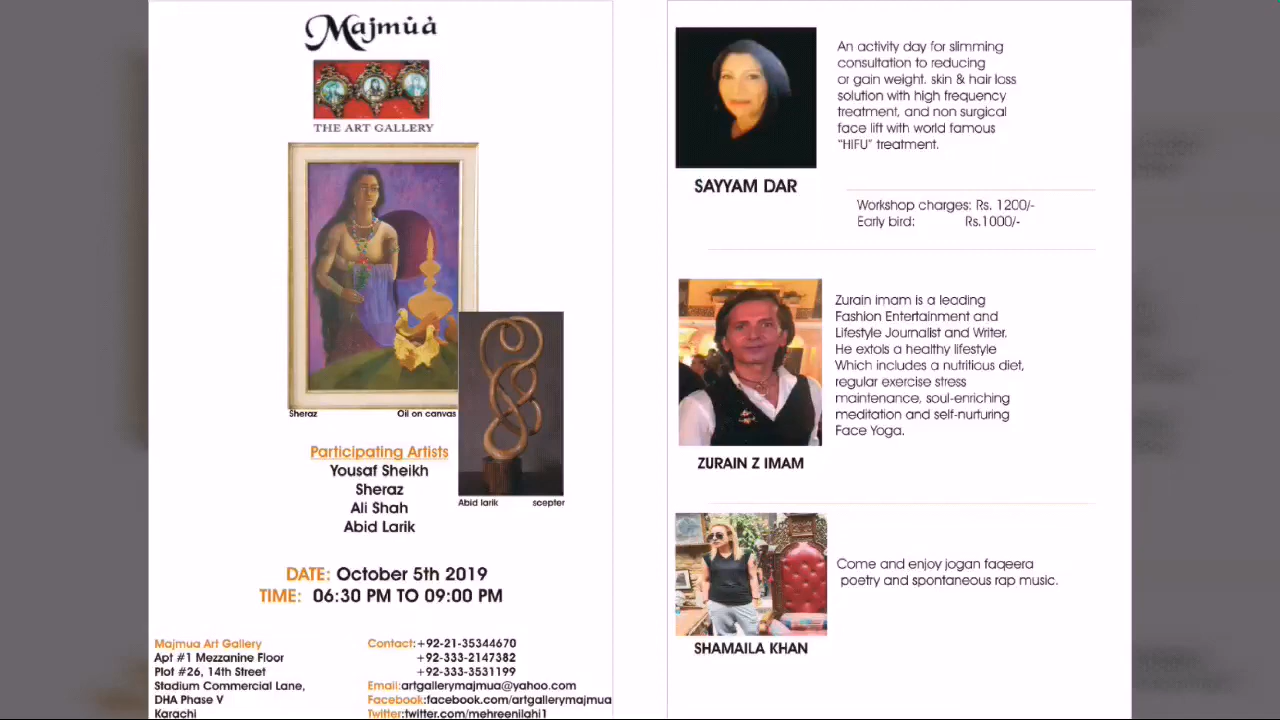 Majmua
THE ART GALLERY
Sheraz Oil on canvas
Abid larik scepter
Participating Artists
Yousaf Sheikh
Sheraz
Ali Shah
Abid Larik
DATE: October 5th 2019
TIME: 06:30 PM TO 09:00 PM
Majmua Art Gallery
Apt #1 Mezzanine Floor
Plot #26, 14th Street
Stadium Commercial Lane,
DHA Phase V
Karachi
Contact:+92-21-35344670
+92-333-2147382
+92-333-3531199
Email:artgallerymajmua@yahoo.com
Facebook:facebook.com/artgallerymajmua
Twitter:twitter.com/mehreenilahi1
An activity day for slimming
consultation to reducing
or gain weight. skin & hair loss
solution with high frequency
treatment, and non surgical
face lift with world famous
"HIFU" treatment.
SAYYAM DAR
Workshop charges: Rs. 1200/-
Early bird: Rs.1000/-
Zurain imam is a leading
Fashion Entertainment and
Lifestyle Journalist and Writer.
He extols a healthy lifestyle
Which includes a nutritious diet,
regular exercise stress
maintenance, soul-enriching
meditation and self-nurturing
Face Yoga.
ZURAIN Z IMAM
Come and enjoy jogan faqeera
poetry and spontaneous rap music.
SHAMAILA KHAN